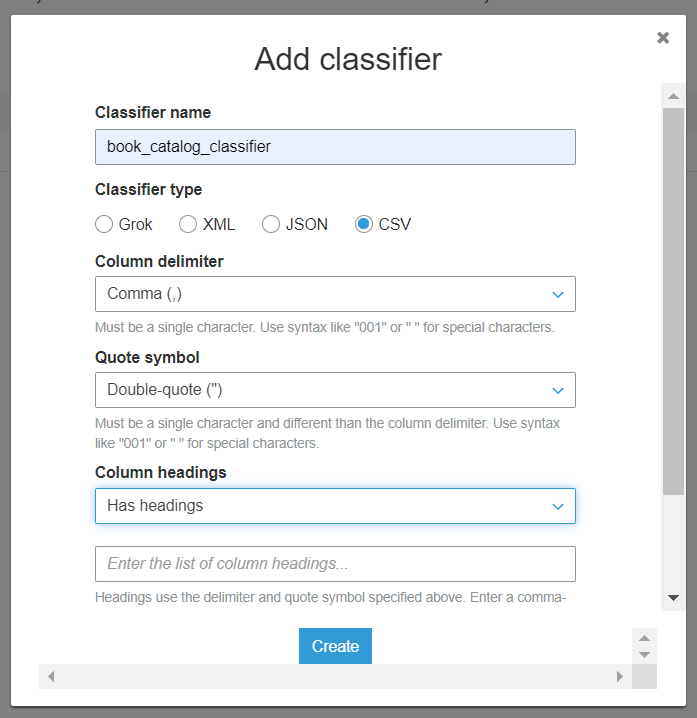 Add classifier
Classifier name
book_catalog_classifier
Classifier type
Grok XML JSON CSV
Column delimiter
Comma (,)
Must be a single character. Use syntax like "001" or " " for special characters.
Quote symbol
Double-quote (")
Must be a single character and different than the column delimiter. Use syntax
like "001" or " " for special characters.
Column headings
Has headings
Enter the list of column headings...
Headings use the delimiter and quote symbol specified above. Enter a comma-
Create